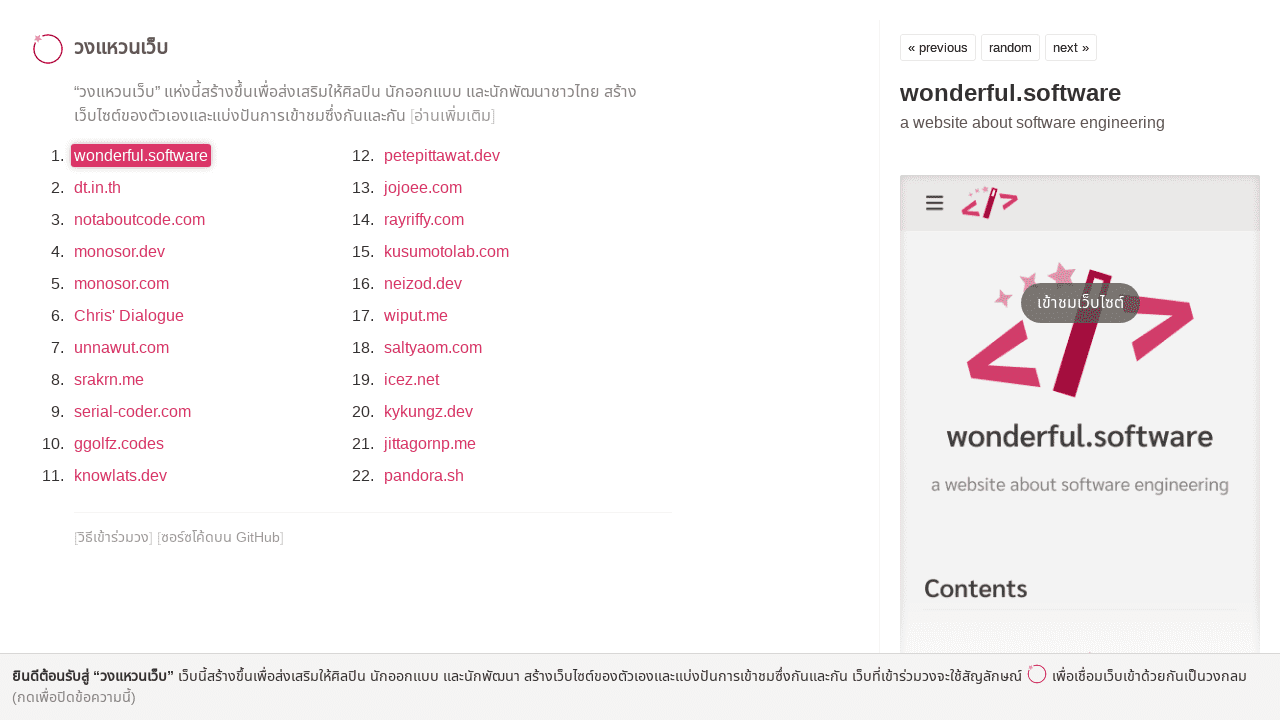 วงแหวนเว็บ
“วงแหวนเว็บ” แห่งนี้สร้างขึ้นเพื่อส่งเสริมให้ศิลปิน นักออกแบบ และนักพัฒนาชาวไทย สร้าง
เว็บไซต์ของตัวเองและแบ่งปันการเข้าชมซึ่งกันและกัน [อ่านเพิ่มเติม]
1. wonderful.software
2. dt.in.th
3. notaboutcode.com
4. monosor.dev
5. monosor.com
6. Chris' Dialogue
7. unnawut.com
8. srakrn.me
9. serial-coder.com
10. ggolfz.codes
11. knowlats.dev
12. petepittawat.dev
13. jojoee.com
14. rayriffy.com
15. kusumotolab.com
16. neizod.dev
17. wiput.me
18. saltyaom.com
19. icez.net
20. kykungz.dev
21. jittagornp.me
22. pandora.sh
[วิธีเข้าร่วมวง] [ซอร์ซโค้ดบน GitHub]
« previous random next »
wonderful.software
a website about software engineering
เข้าชมเว็บไซต์
wonderful.software
a website about software engineering
Contents
ยินดีต้อนรับสู่ “วงแหวนเว็บ” เว็บนี้สร้างขึ้นเพื่อส่งเสริมให้ศิลปิน นักออกแบบ และนักพัฒนา สร้างเว็บไซต์ของตัวเองและแบ่งปันการเข้าชมซึ่งกันและกัน เว็บที่เข้าร่วมวงจะใช้สัญลักษณ์ เพื่อเชื่อมเว็บเข้าด้วยกันเป็นวงกลม
(กดเพื่อปิดข้อความนี้)